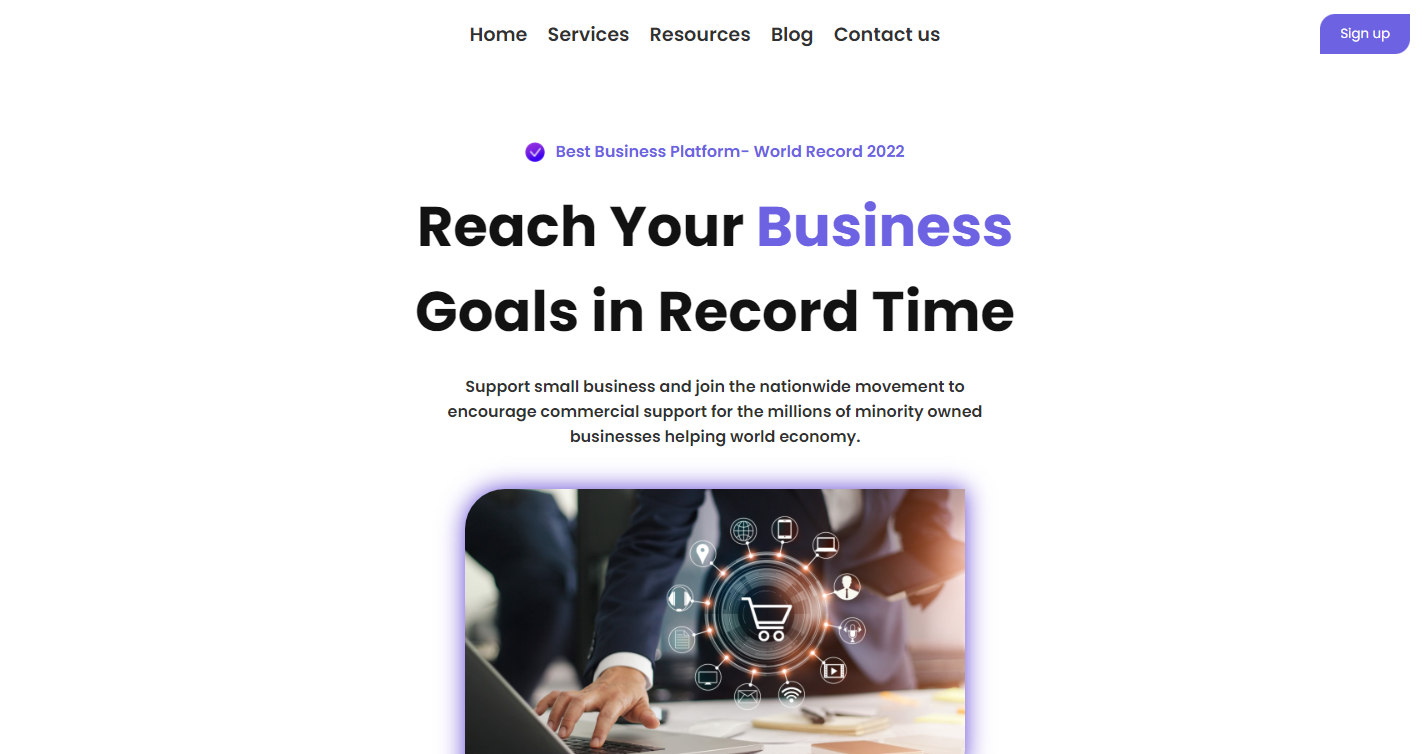 Home Services Resources Blog Contact us
Sign up
Best Business Platform- World Record 2022
Reach Your Business
Goals in Record Time
Support small business and join the nationwide movement to
encourage commercial support for the millions of minority owned
businesses helping world economy.